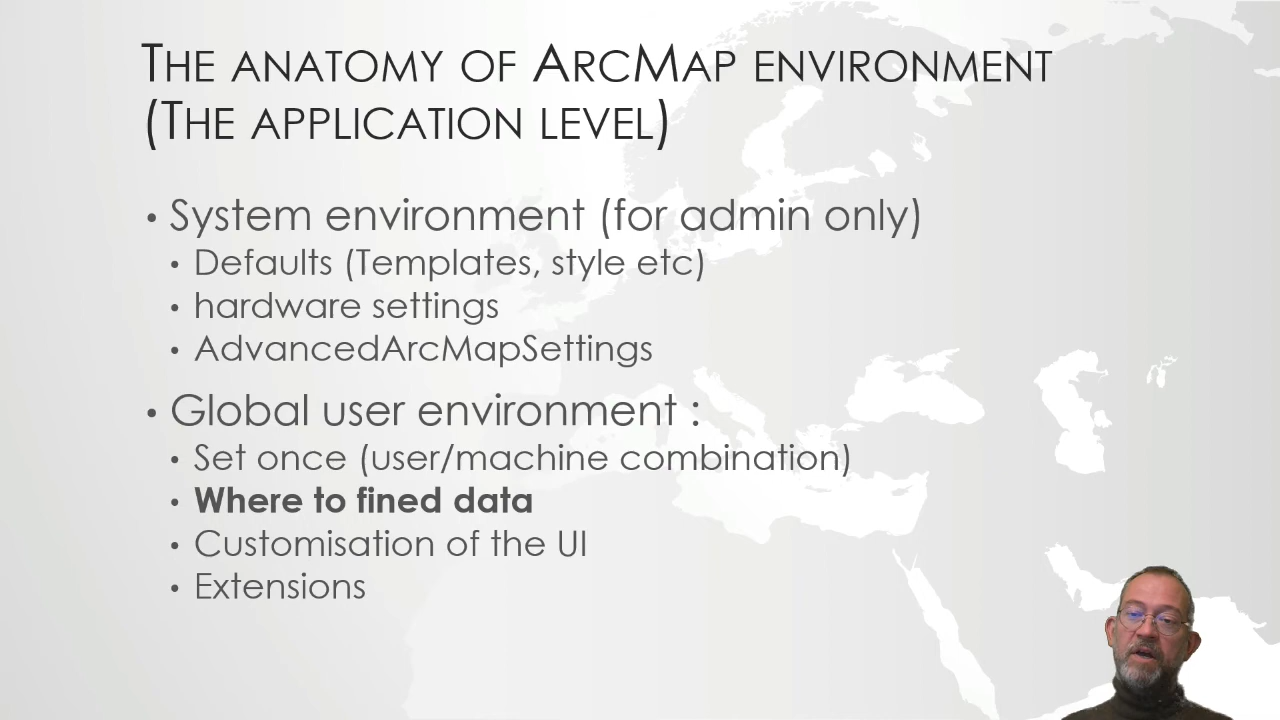 The anatomy of ArcMap environment
(The application level)
• System environment (for admin only)
• Defaults (Templates, style etc)
• hardware settings
• AdvancedArcMapSettings
• Global user environment :
• Set once (user/machine combination)
• Where to fined data
• Customisation of the UI
• Extensions